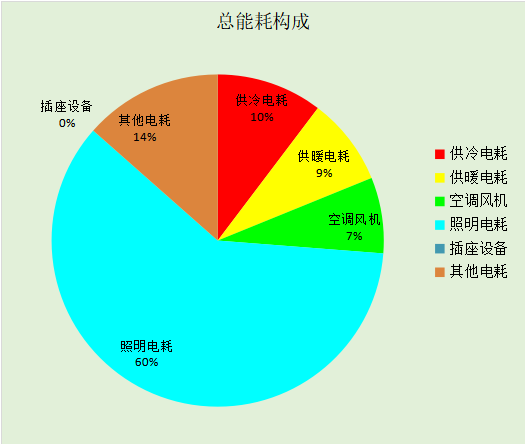 总能耗构成
插座设备
0%
其他电耗
14%
供冷电耗
10%
供暖电耗
9%
空调风机
7%
照明电耗
60%
供冷电耗
供暖电耗
空调风机
照明电耗
插座设备
其他电耗